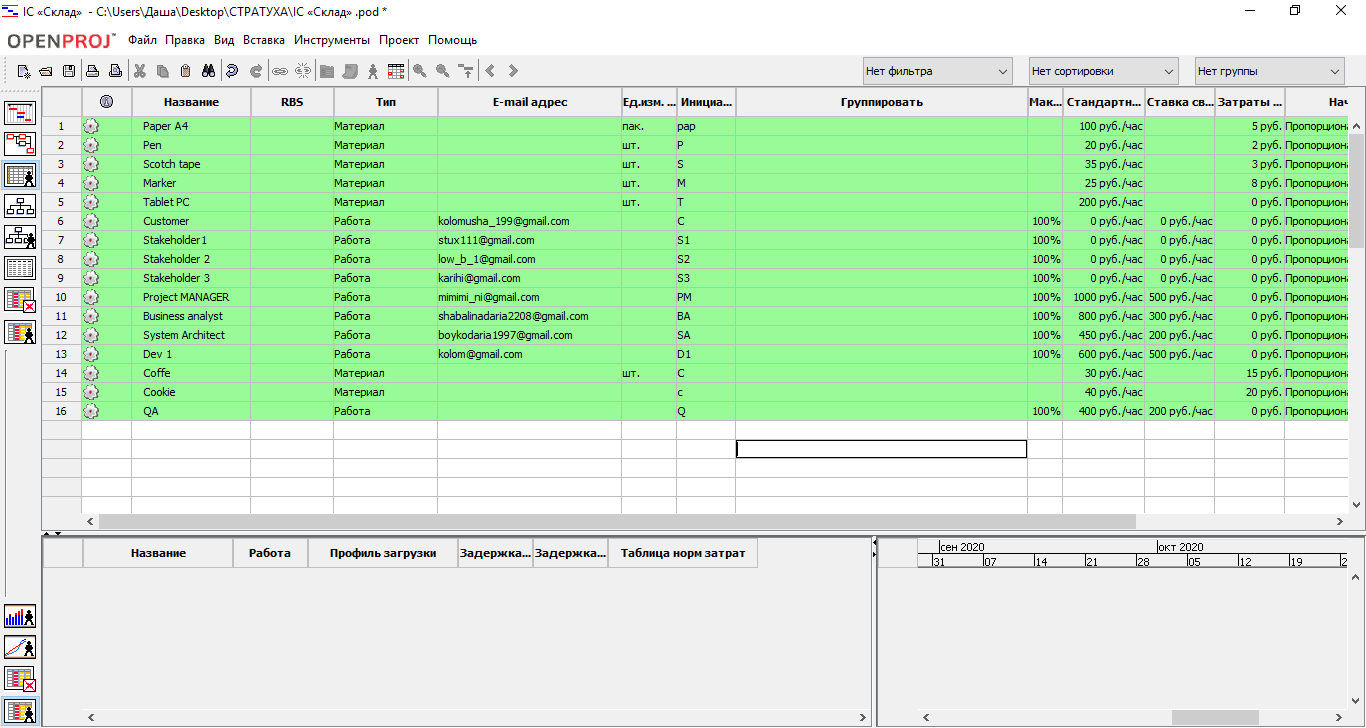 IC «Склад» - C:\Users\Даша\Desktop\СТРАТУХА\IC «Склад» .pod *
OPENPROJ™ Файл Правка Вид Вставка Инструменты Проект Помощь
Нет фильтра Нет сортировки Нет группы
Название RBS Тип E-mail адрес Ед.изм. ... Инициа... Группировать Мак... Стандартн... Ставка св... Затраты ... Нач
1 Paper A4 Материал пак. pap 100 руб./час 5 руб. Пропорциона
2 Pen Материал шт. P 20 руб./час 2 руб. Пропорциона
3 Scotch tape Материал шт. S 35 руб./час 3 руб. Пропорциона
4 Marker Материал шт. M 25 руб./час 8 руб. Пропорциона
5 Tablet PC Материал шт. T 200 руб./час 0 руб. Пропорциона
6 Customer Работа kolomusha_199@gmail.com C 100% 0 руб./час 0 руб./час 0 руб. Пропорциона
7 Stakeholder1 Работа stux111@gmail.com S1 100% 0 руб./час 0 руб./час 0 руб. Пропорциона
8 Stakeholder 2 Работа low_b_1@gmail.com S2 100% 0 руб./час 0 руб./час 0 руб. Пропорциона
9 Stakeholder 3 Работа karihi@gmail.com S3 100% 0 руб./час 0 руб./час 0 руб. Пропорциона
10 Project MANAGER Работа mimimi_ni@gmail.com PM 100% 1000 руб./час 500 руб./час 0 руб. Пропорциона
11 Business analyst Работа shabalinadaria2208@gmail.com BA 100% 800 руб./час 300 руб./час 0 руб. Пропорциона
12 System Architect Работа boykodaria1997@gmail.com SA 100% 450 руб./час 200 руб./час 0 руб. Пропорциона
13 Dev 1 Работа kolom@gmail.com D1 100% 600 руб./час 500 руб./час 0 руб. Пропорциона
14 Coffe Материал шт. C 30 руб./час 15 руб. Пропорциона
15 Cookie Материал c 40 руб./час 20 руб. Пропорциона
16 QA Работа Q 100% 400 руб./час 200 руб./час 0 руб. Пропорциона
Название Работа Профиль загрузки Задержка... Задержка... Таблица норм затрат
сен 2020 окт 2020
31 07 14 21 28 05 12 19 2